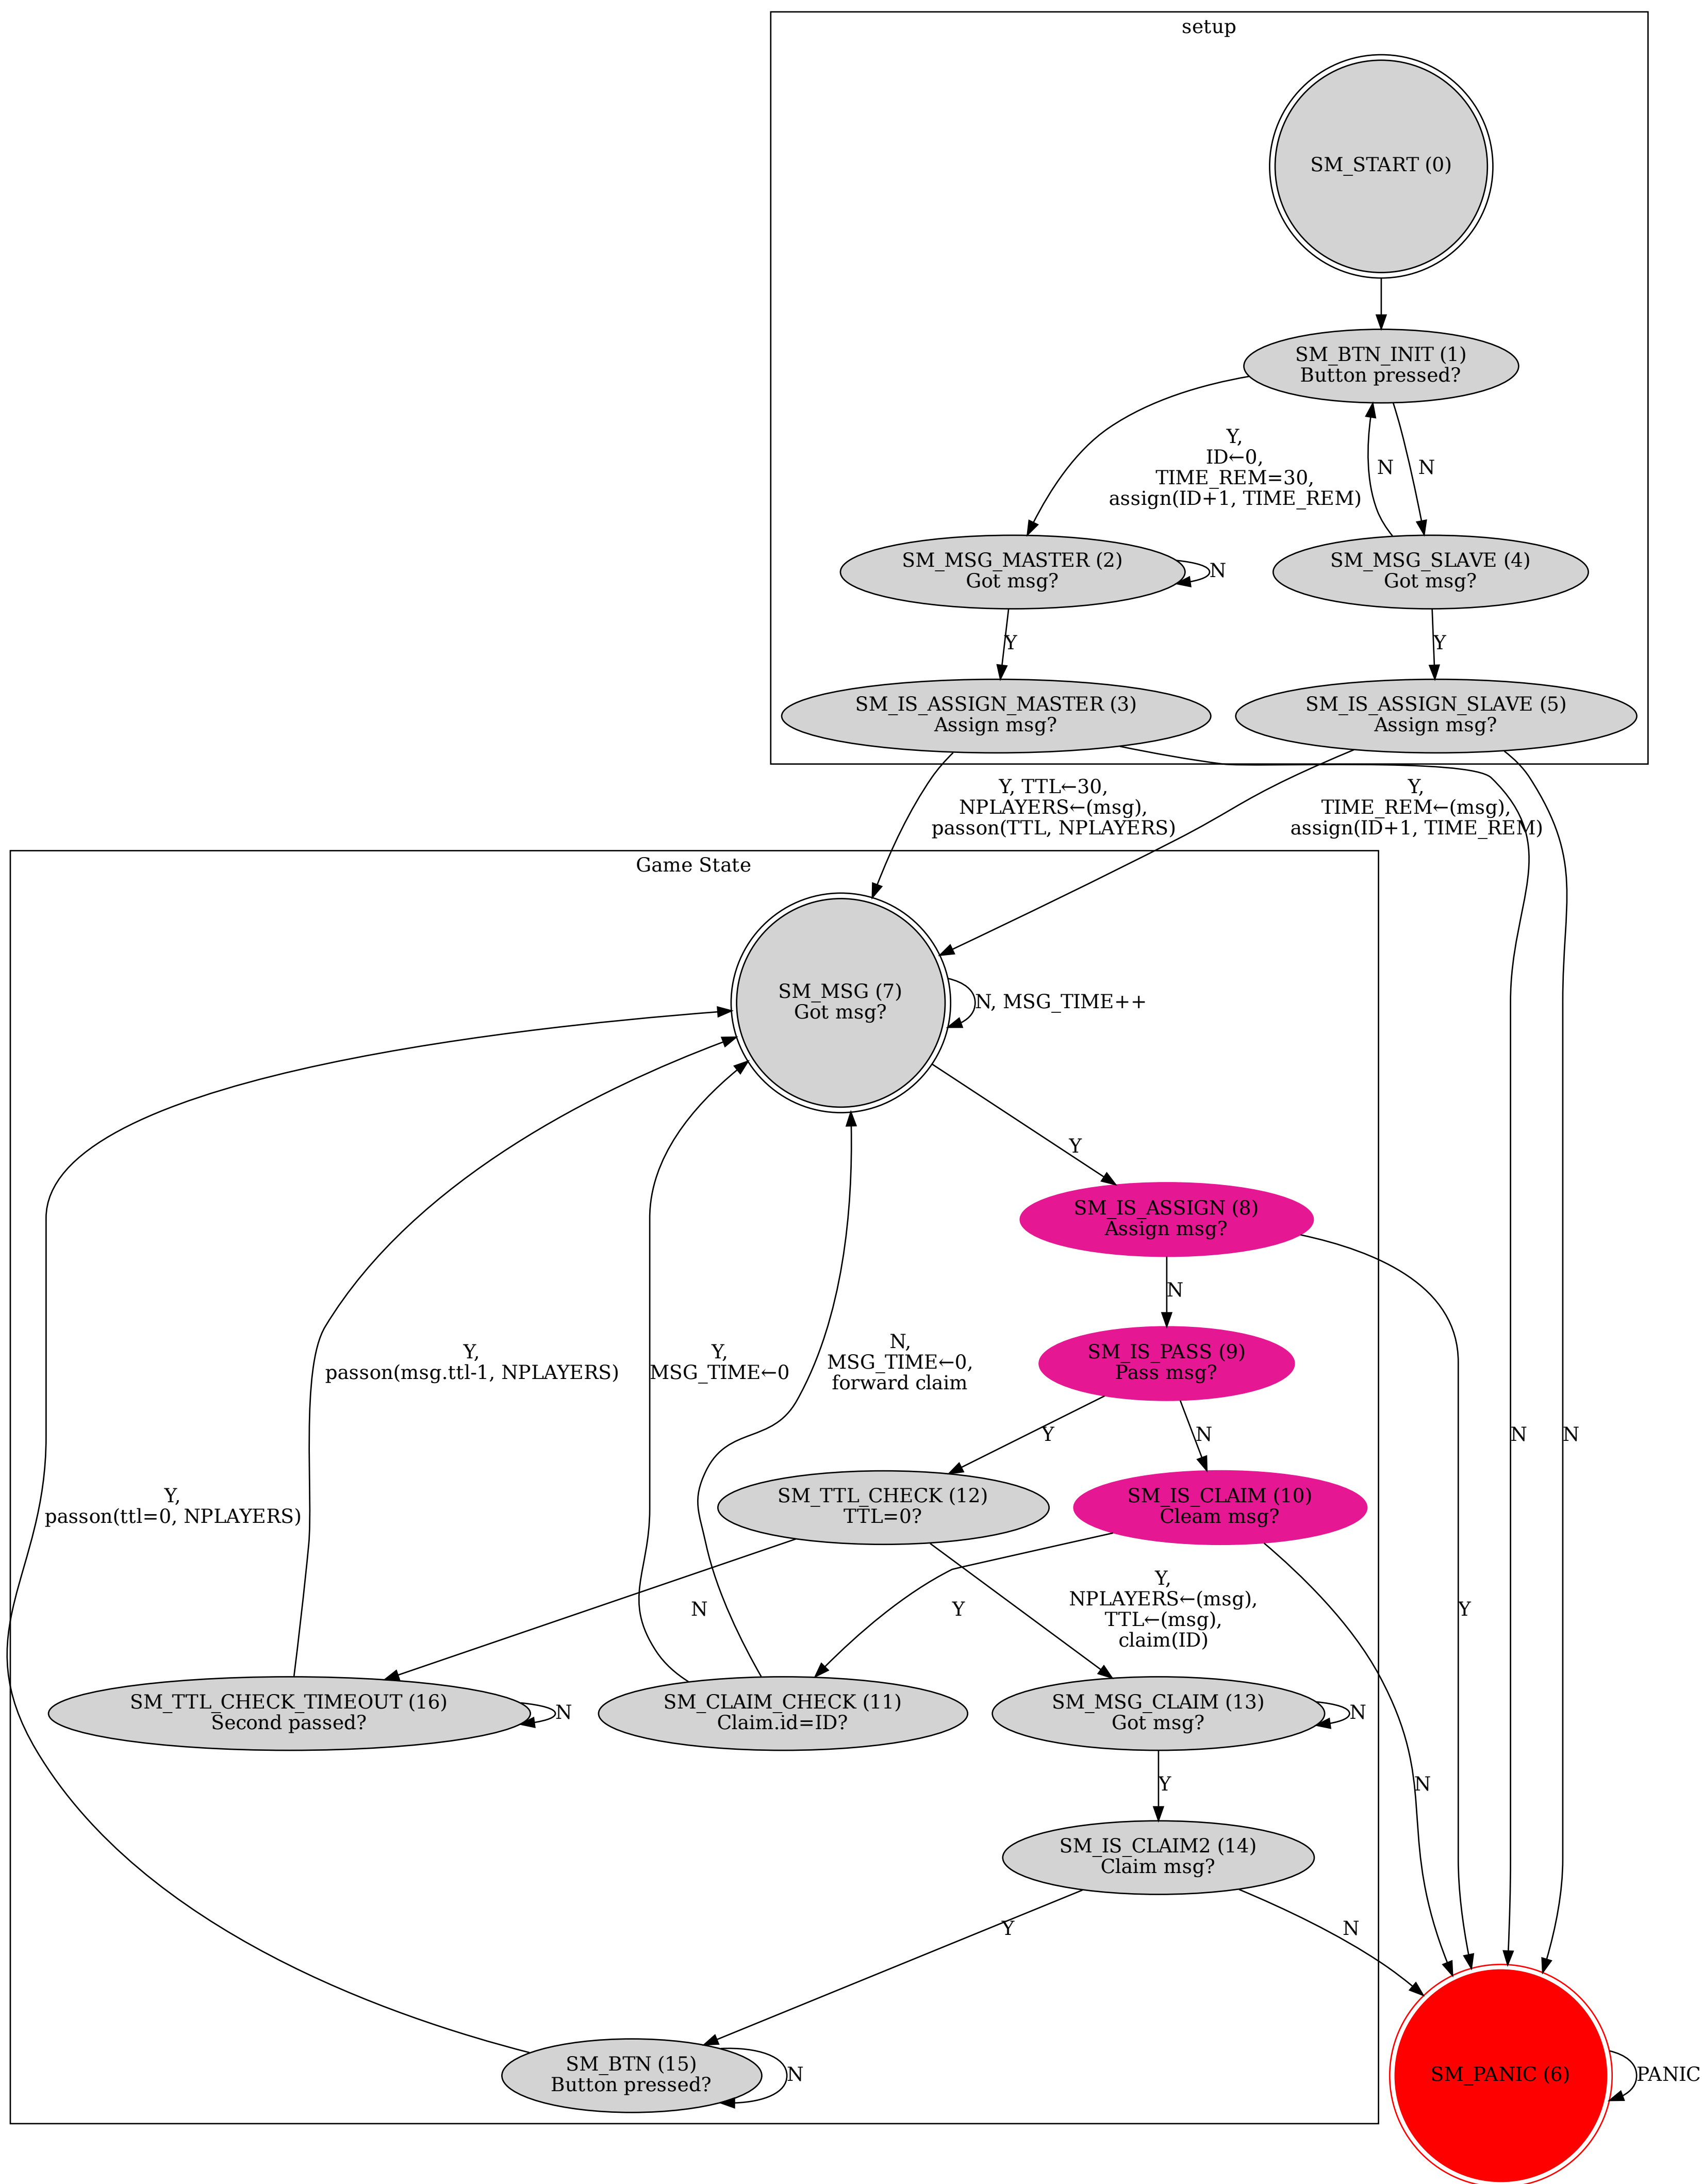 setup
SM_START (0)
SM_BTN_INIT (1)
Button pressed?
Y,
ID←0,
TIME_REM=30,
assign(ID+1, TIME_REM)
N
N
SM_MSG_MASTER (2)
Got msg?
N
SM_MSG_SLAVE (4)
Got msg?
Y
Y
SM_IS_ASSIGN_MASTER (3)
Assign msg?
SM_IS_ASSIGN_SLAVE (5)
Assign msg?
Y, TTL←30,
NPLAYERS←(msg),
passon(TTL, NPLAYERS)
Y,
TIME_REM←(msg),
assign(ID+1, TIME_REM)
Game State
SM_MSG (7)
Got msg?
N, MSG_TIME++
Y
SM_IS_ASSIGN (8)
Assign msg?
N
SM_IS_PASS (9)
Pass msg?
Y,
passon(msg.ttl-1, NPLAYERS)
Y,
MSG_TIME←0
N,
MSG_TIME←0,
forward claim
Y
N
N
N
Y,
passon(ttl=0, NPLAYERS)
SM_TTL_CHECK (12)
TTL=0?
SM_IS_CLAIM (10)
Cleam msg?
N
Y
Y,
NPLAYERS←(msg),
TTL←(msg),
claim(ID)
Y
SM_TTL_CHECK_TIMEOUT (16)
Second passed?
N
SM_CLAIM_CHECK (11)
Claim.id=ID?
SM_MSG_CLAIM (13)
Got msg?
N
Y
N
SM_IS_CLAIM2 (14)
Claim msg?
Y
N
SM_BTN (15)
Button pressed?
N
SM_PANIC (6)
PANIC